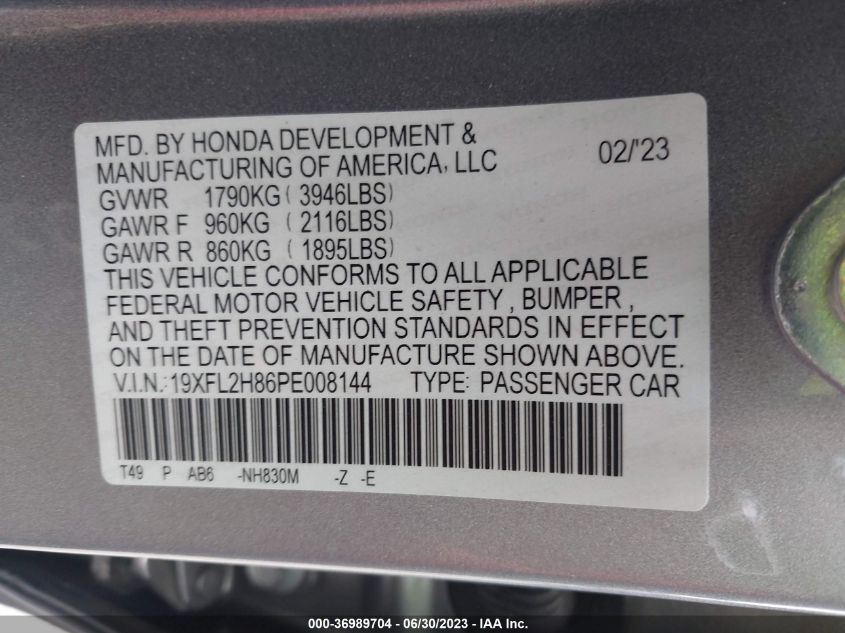 MFD. BY HONDA DEVELOPMENT &
MANUFACTURING OF AMERICA, LLC 02/'23
GVWR 1790KG ( 3946LBS)
GAWR F 960KG ( 2116LBS)
GAWR R 860KG ( 1895LBS)
THIS VEHICLE CONFORMS TO ALL APPLICABLE
FEDERAL MOTOR VEHICLE SAFETY , BUMPER ,
AND THEFT PREVENTION STANDARDS IN EFFECT
ON THE DATE OF MANUFACTURE SHOWN ABOVE.
V.I.N.:19XFL2H86PE008144 TYPE: PASSENGER CAR
T49 P AB6 -NH830M -Z -E
000-36989704 - 06/30/2023 - IAA Inc.